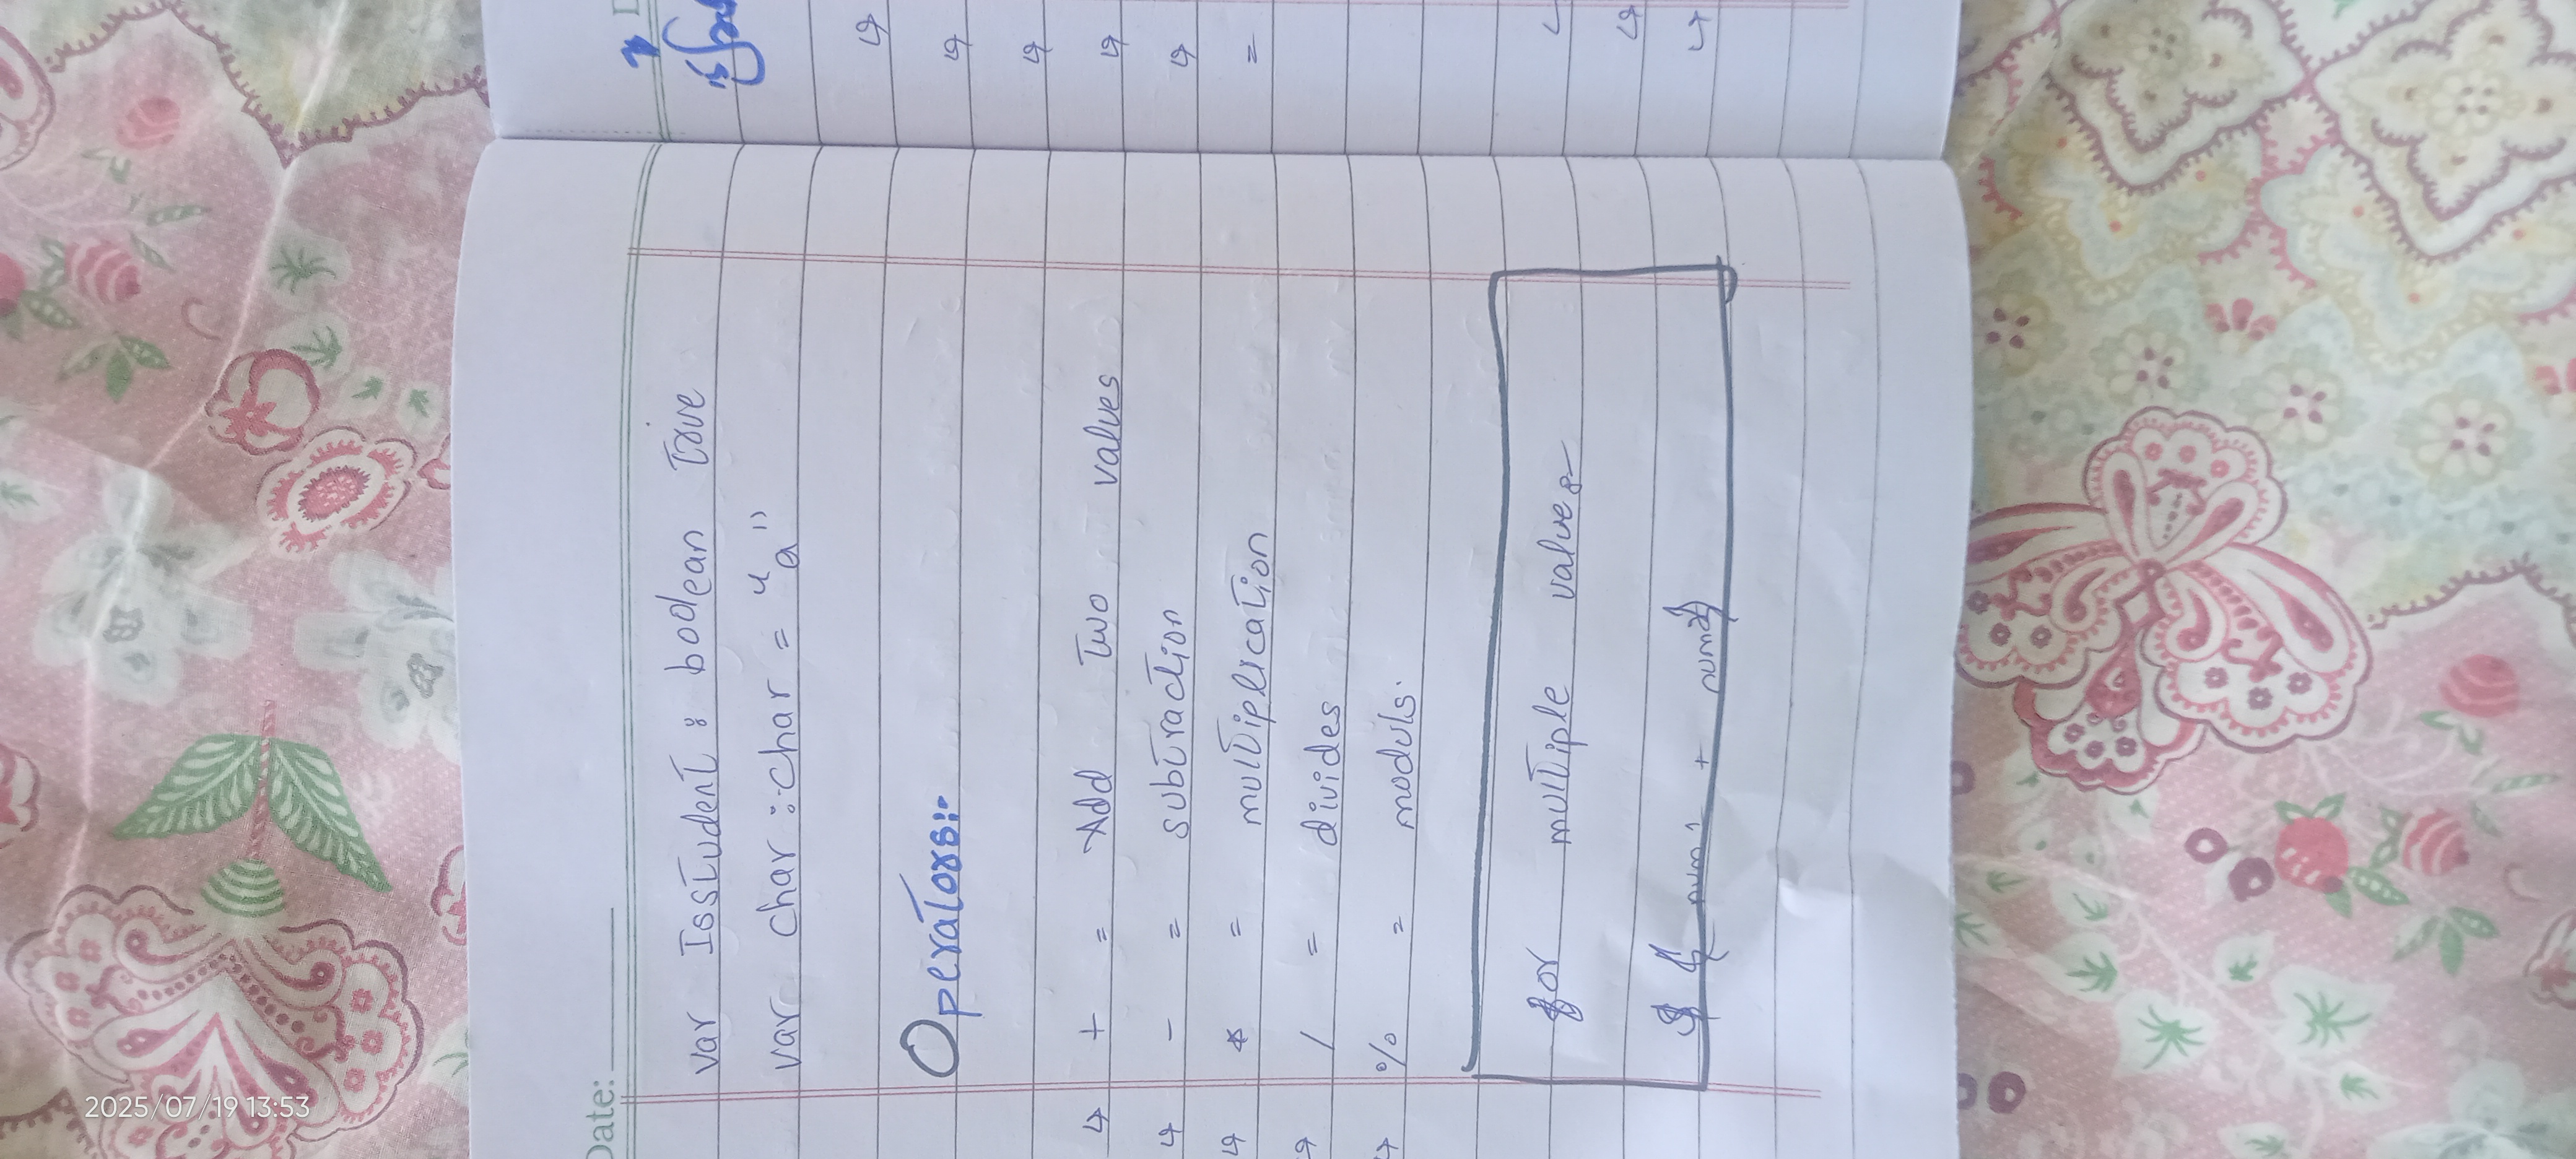 2025/07/19 13:53
Date:
var Isstudent : boolean true
var char : char = "a"
Operators:-
↳ + = Add two values
↳ - = subtraction
↳ * = multiplication
↳ / = divides
↳ % = moduls.
for multiple values
$ { num1 + num2}